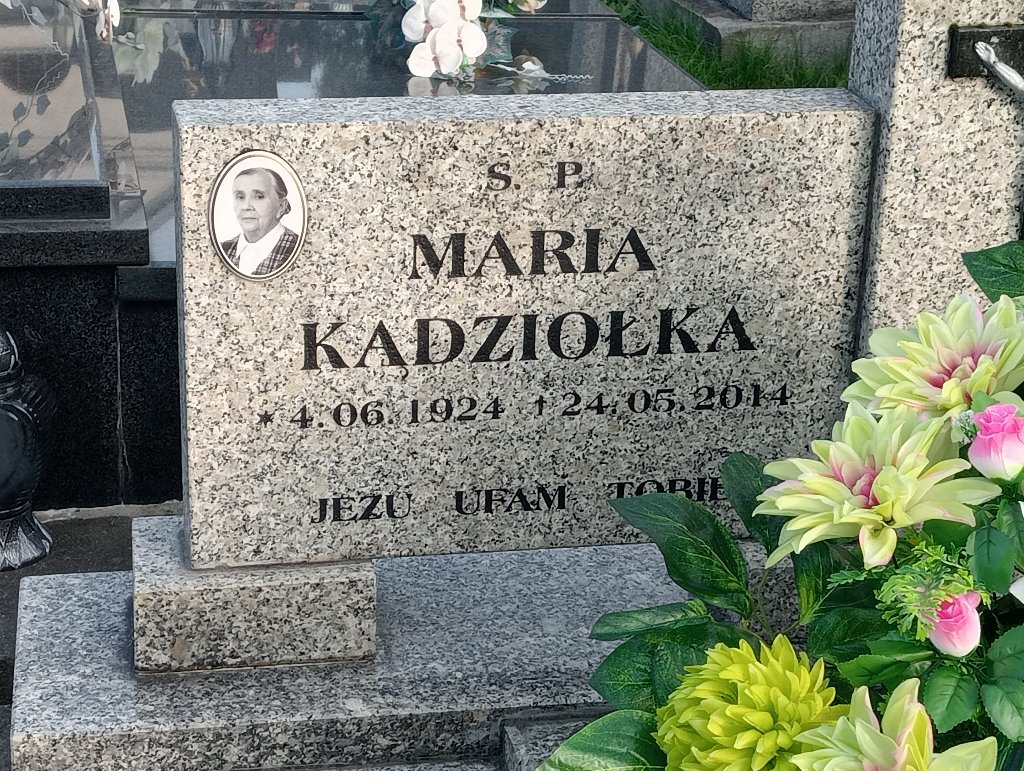 Ś. P.
MARIA
KĄDZIOŁKA
* 4.06.1924 † 24.05.2014
JEZU UFAM TOBIE